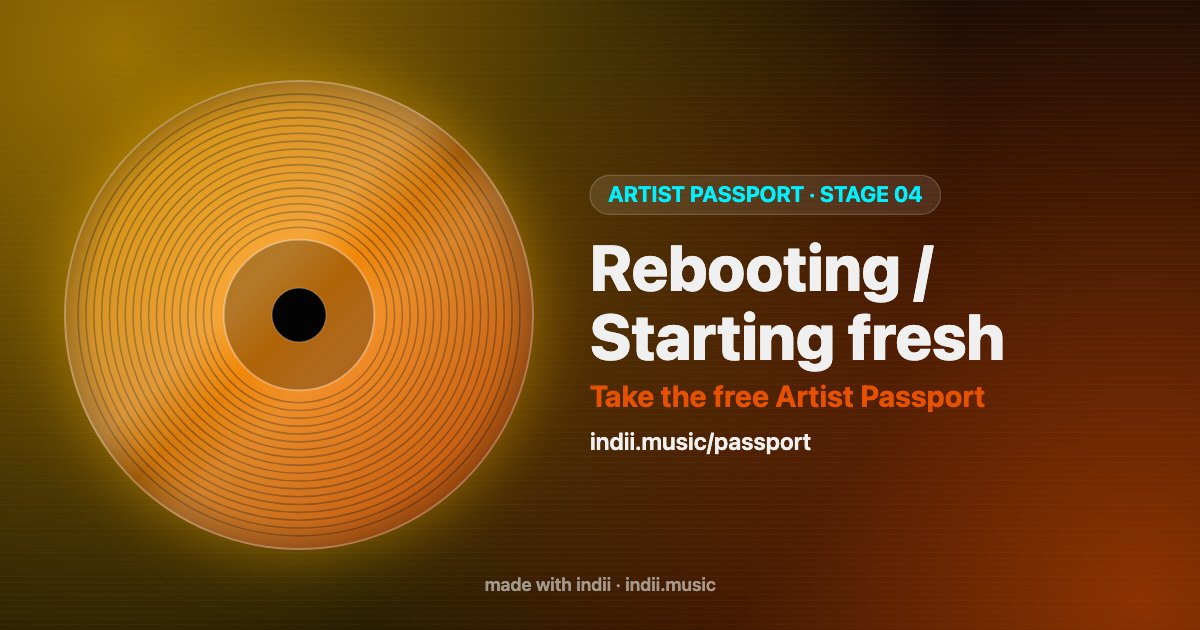 ARTIST PASSPORT · STAGE 04
Rebooting /
Starting fresh
Take the free Artist Passport
indii.music/passport
made with indii · indii.music